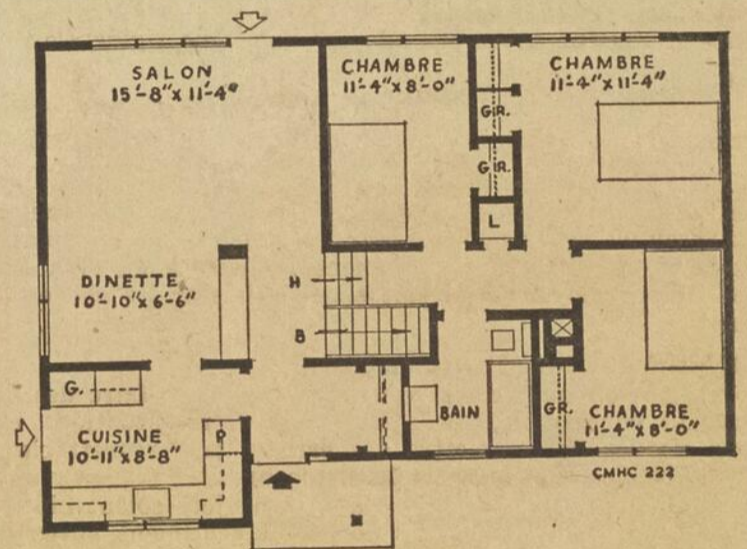 SALON
15'-8" x 11'-4"
CHAMBRE
11'-4" x 8'-0"
CHAMBRE
11'-4" x 11'-4"
GR.
GR.
L
DINETTE
10'-10" x 6'-6"
H
B
G.
CUISINE
10'-11" x 8'-8"
P
BAIN
GR.
CHAMBRE
11'-4" x 8'-0"
CMHC 222